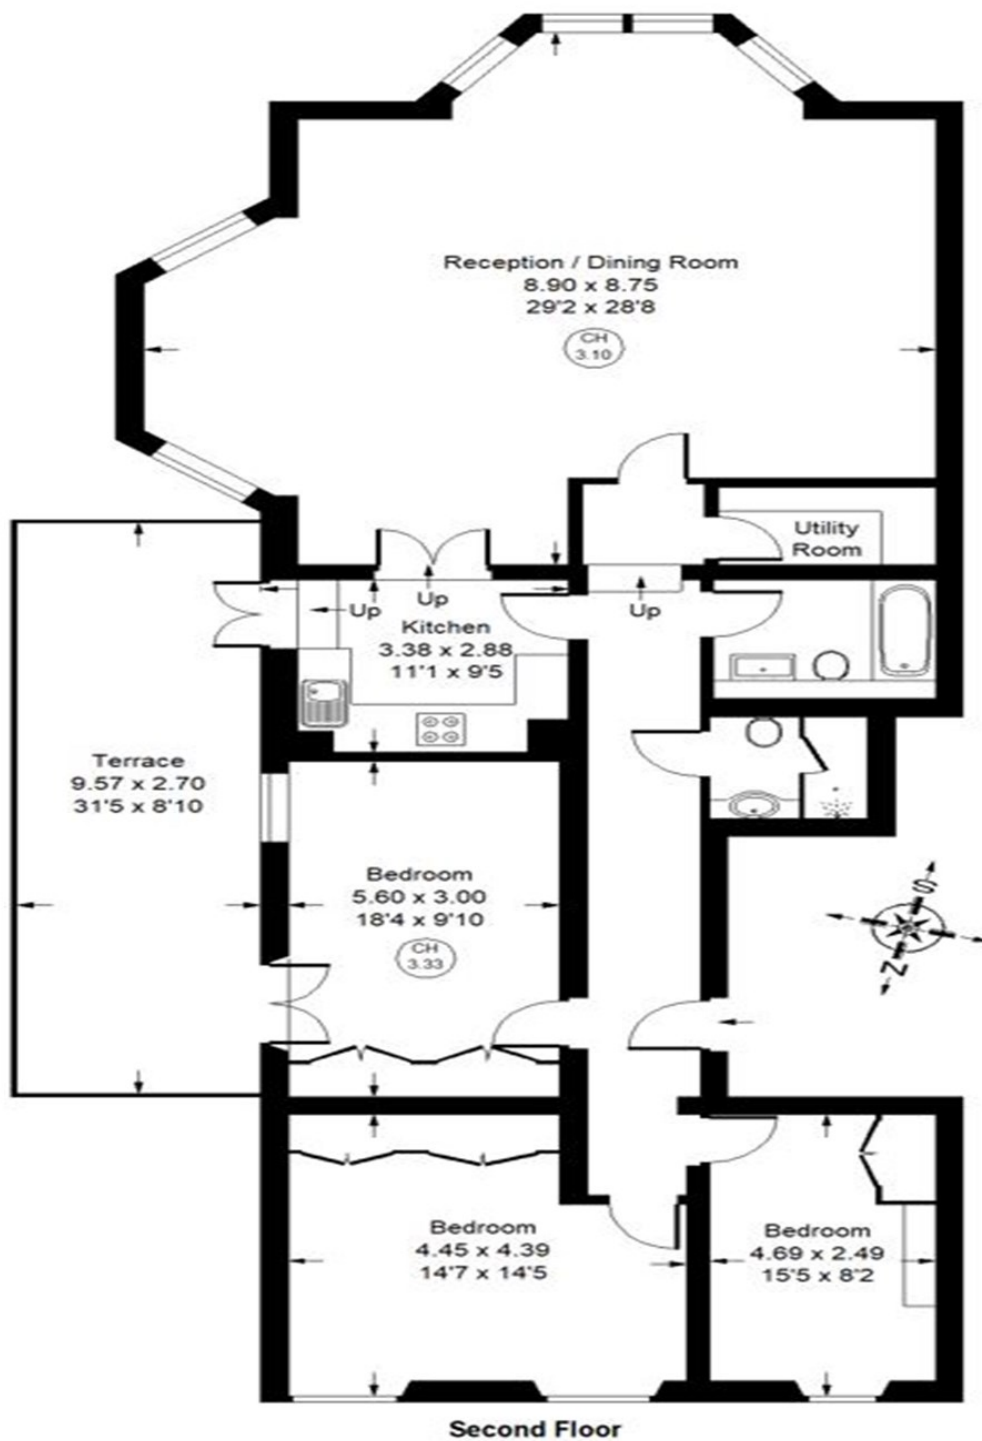 Reception / Dining Room
8.90 x 8.75
29'2 x 28'8
CH
3.10
Utility
Room
Up
Up
Up
Kitchen
3.38 x 2.88
11'1 x 9'5
Terrace
9.57 x 2.70
31'5 x 8'10
Bedroom
5.60 x 3.00
18'4 x 9'10
CH
3.33
S
N
Bedroom
4.45 x 4.39
14'7 x 14'5
Bedroom
4.69 x 2.49
15'5 x 8'2
Second Floor